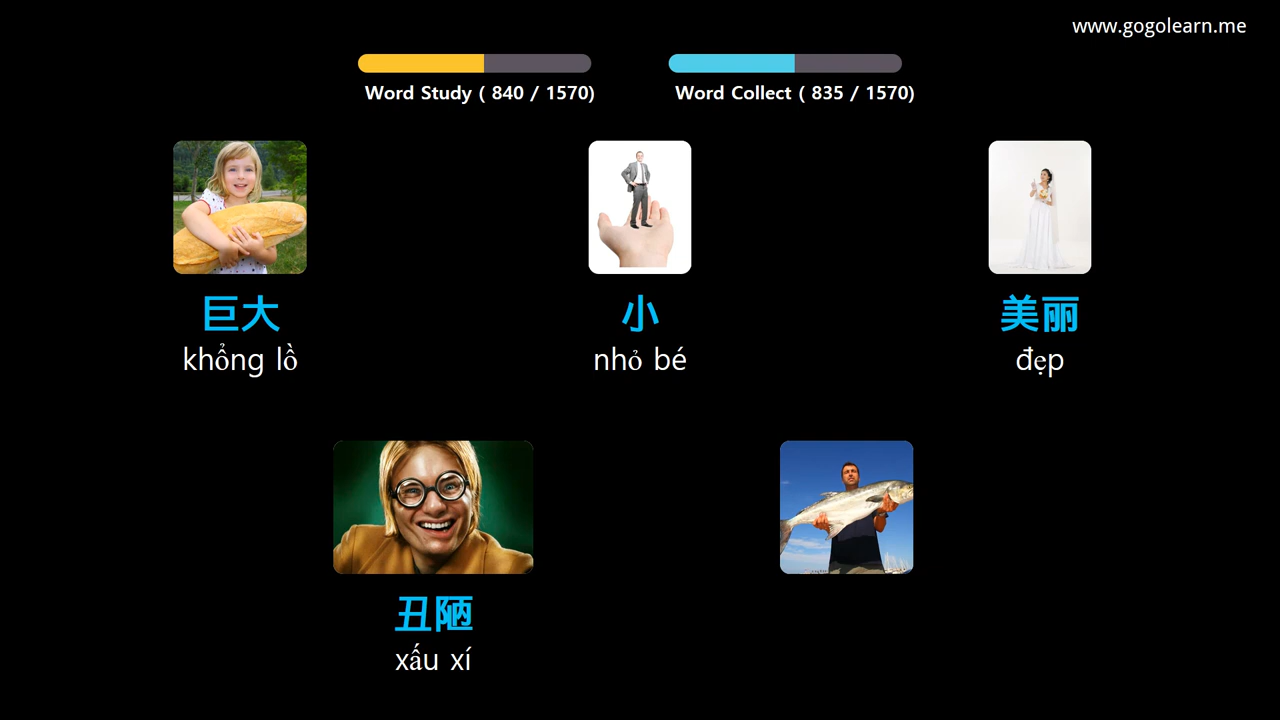 www.gogolearn.me
Word Study ( 840 / 1570)
Word Collect ( 835 / 1570)
巨大
khổng lồ
小
nhỏ bé
美丽
đẹp
丑陋
xấu xí